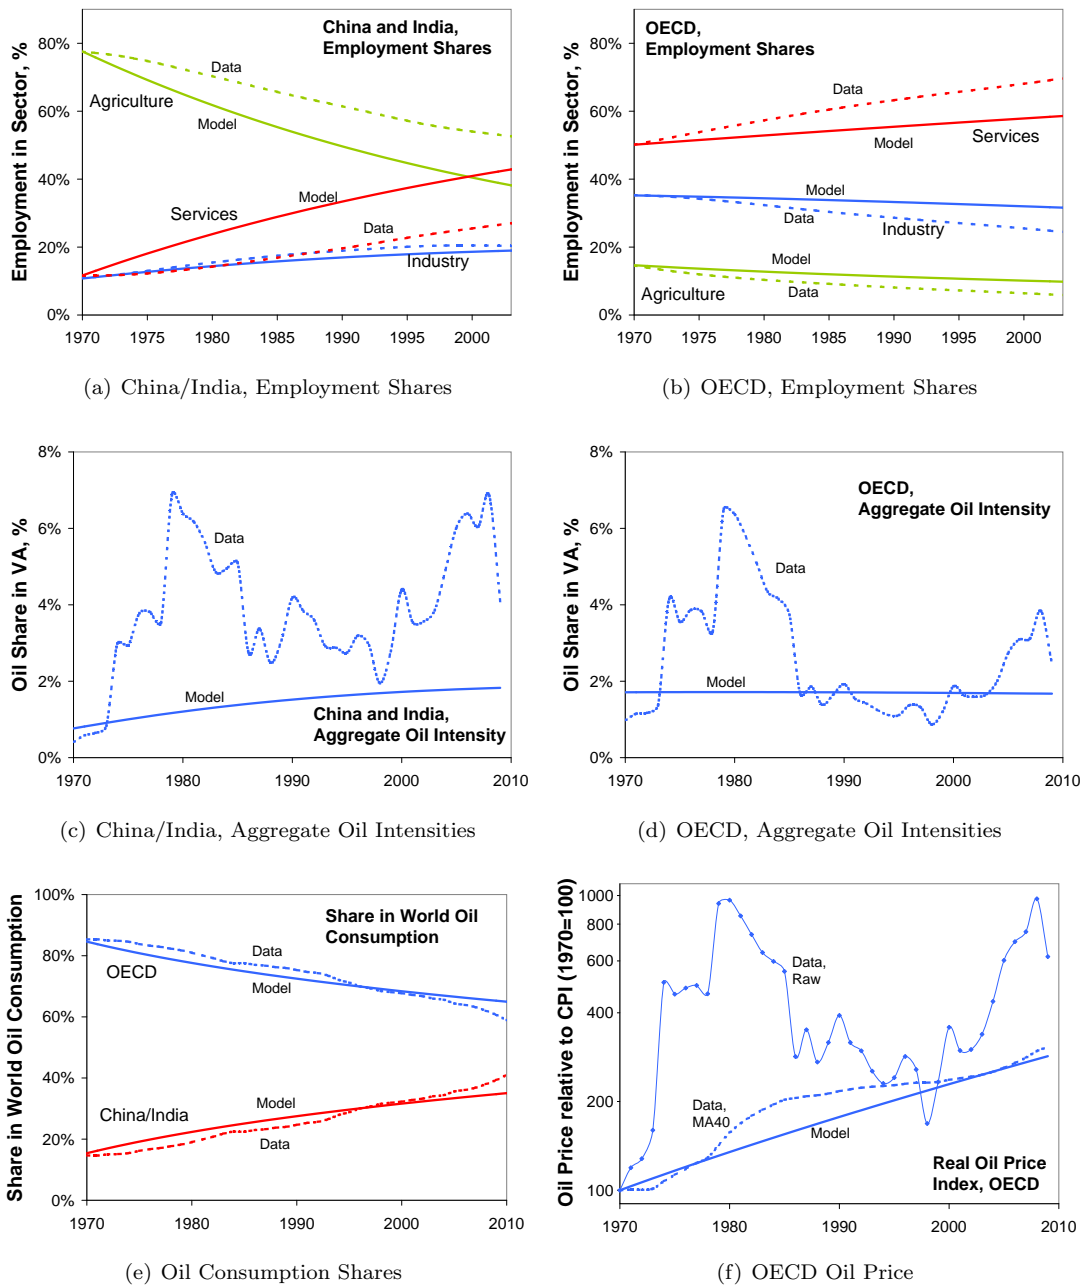 China and India,
Employment Shares
Employment in Sector, %
80%
60%
40%
20%
0%
Data
Agriculture
Model
Services
Model
Data
Industry
1970 1975 1980 1985 1990 1995 2000
(a) China/India, Employment Shares
OECD,
Employment Shares
Employment in Sector, %
80%
60%
40%
20%
0%
Data
Model
Services
Model
Data
Industry
Model
Agriculture
Data
1970 1975 1980 1985 1990 1995 2000
(b) OECD, Employment Shares
Oil Share in VA, %
8%
6%
4%
2%
0%
Data
Model
China and India,
Aggregate Oil Intensity
1970 1980 1990 2000 2010
(c) China/India, Aggregate Oil Intensities
Oil Share in VA, %
8%
6%
4%
2%
0%
OECD,
Aggregate Oil Intensity
Data
Model
1970 1980 1990 2000 2010
(d) OECD, Aggregate Oil Intensities
Share in World Oil Consumption
100%
80%
60%
40%
20%
0%
Share in World Oil
Consumption
Data
OECD
Model
China/India
Model
Data
1970 1980 1990 2000 2010
(e) Oil Consumption Shares
Oil Price relative to CPI (1970=100)
1000
800
600
400
200
100
Data,
Raw
Data,
MA40
Model
Real Oil Price
Index, OECD
1970 1980 1990 2000 2010
(f) OECD Oil Price